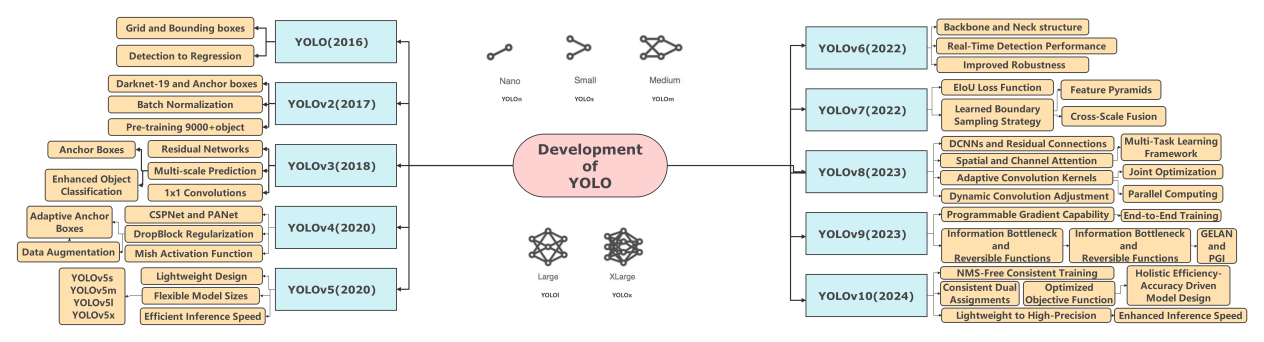 Grid and Bounding boxes
Detection to Regression
YOLO(2016)
Darknet-19 and Anchor boxes
Batch Normalization
Pre-training 9000+object
YOLOv2(2017)
Anchor Boxes
Enhanced Object
Classification
Residual Networks
Multi-scale Prediction
1x1 Convolutions
YOLOv3(2018)
Adaptive Anchor
Boxes
Data Augmentation
CSPNet and PANet
DropBlock Regularization
Mish Activation Function
YOLOv4(2020)
YOLOv5s
YOLOv5m
YOLOv5l
YOLOv5x
Lightweight Design
Flexible Model Sizes
Efficient Inference Speed
YOLOv5(2020)
Nano
YOLOn
Small
YOLOs
Medium
YOLOm
Development
of
YOLO
Large
YOLOl
XLarge
YOLOx
YOLOv6(2022)
Backbone and Neck structure
Real-Time Detection Performance
Improved Robustness
YOLOv7(2022)
EIoU Loss Function
Learned Boundary
Sampling Strategy
Feature Pyramids
Cross-Scale Fusion
YOLOv8(2023)
DCNNs and Residual Connections
Spatial and Channel Attention
Adaptive Convolution Kernels
Dynamic Convolution Adjustment
Multi-Task Learning
Framework
Joint Optimization
Parallel Computing
YOLOv9(2023)
Programmable Gradient Capability
End-to-End Training
Information Bottleneck
and
Reversible Functions
Information Bottleneck
and
Reversible Functions
GELAN
and
PGI
YOLOv10(2024)
NMS-Free Consistent Training
Consistent Dual
Assignments
Optimized
Objective Function
Holistic Efficiency-
Accuracy Driven
Model Design
Lightweight to High-Precision
Enhanced Inference Speed